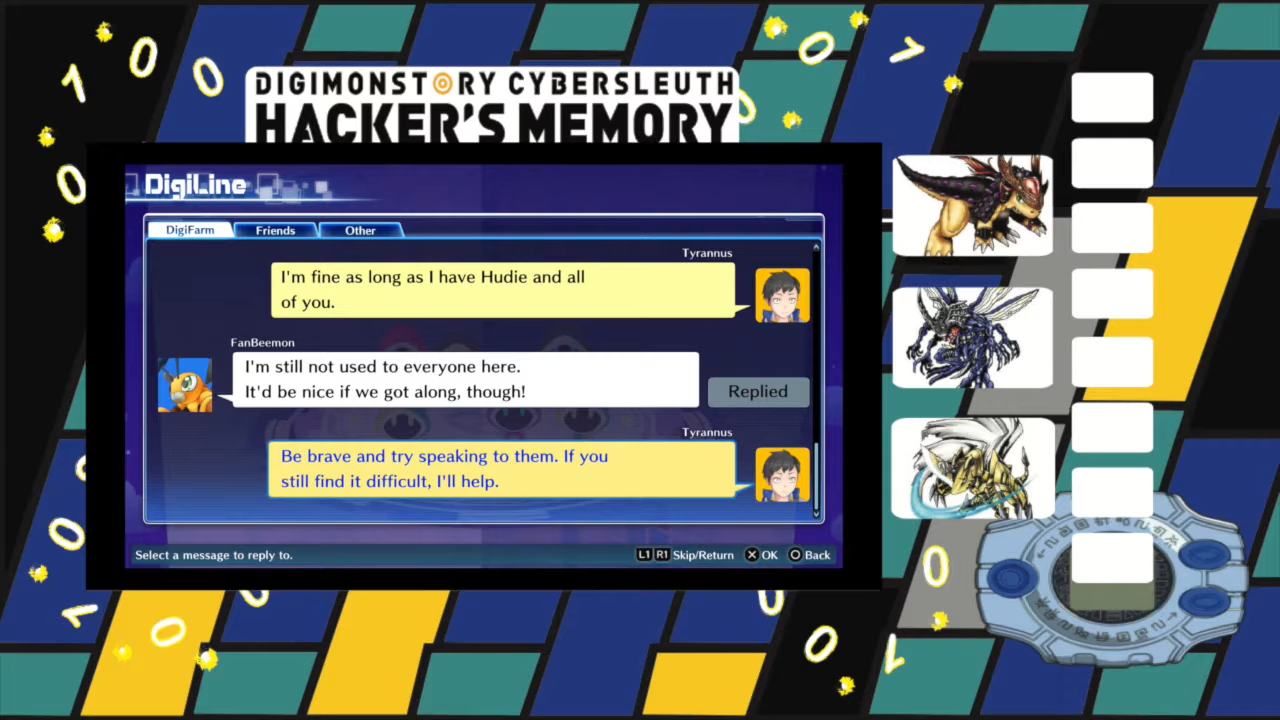 DIGIMONSTORY CYBERSLEUTH
HACKER'S MEMORY
DigiLine
DigiFarm
Friends
Other
Tyrannus
I'm fine as long as I have Hudie and all
of you.
FanBeemon
I'm still not used to everyone here.
It'd be nice if we got along, though!
Replied
Tyrannus
Be brave and try speaking to them. If you
still find it difficult, I'll help.
Select a message to reply to.
L1 R1 Skip/Return OK Back